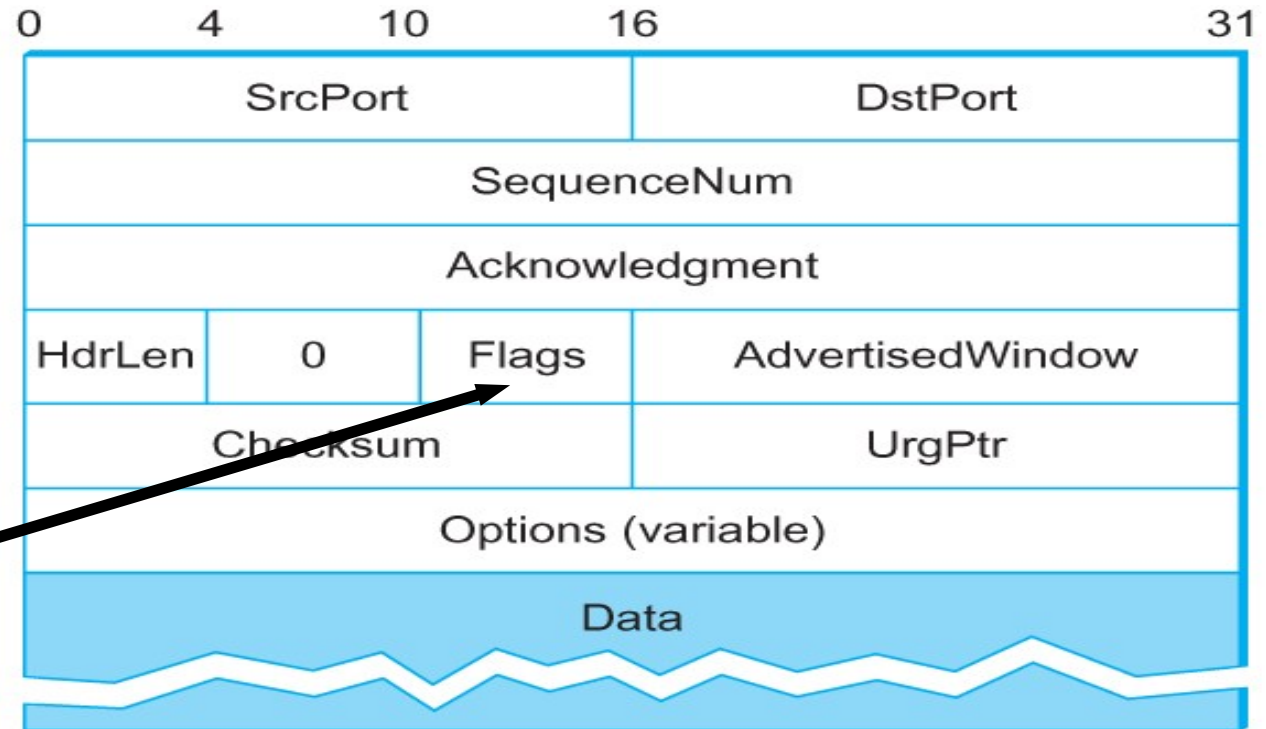 0 4 10 16 31
SrcPort DstPort
SequenceNum
Acknowledgment
HdrLen 0 Flags AdvertisedWindow
Checksum UrgPtr
Options (variable)
Data